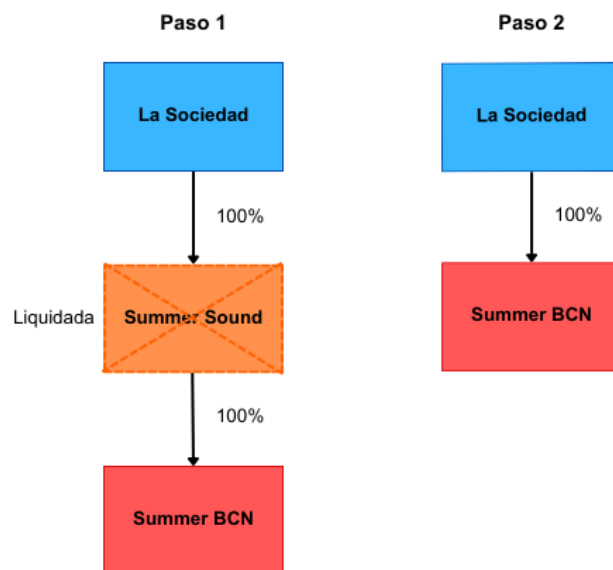 Paso 1
La Sociedad
100%
Liquidada
Summer Sound
100%
Summer BCN
Paso 2
La Sociedad
100%
Summer BCN